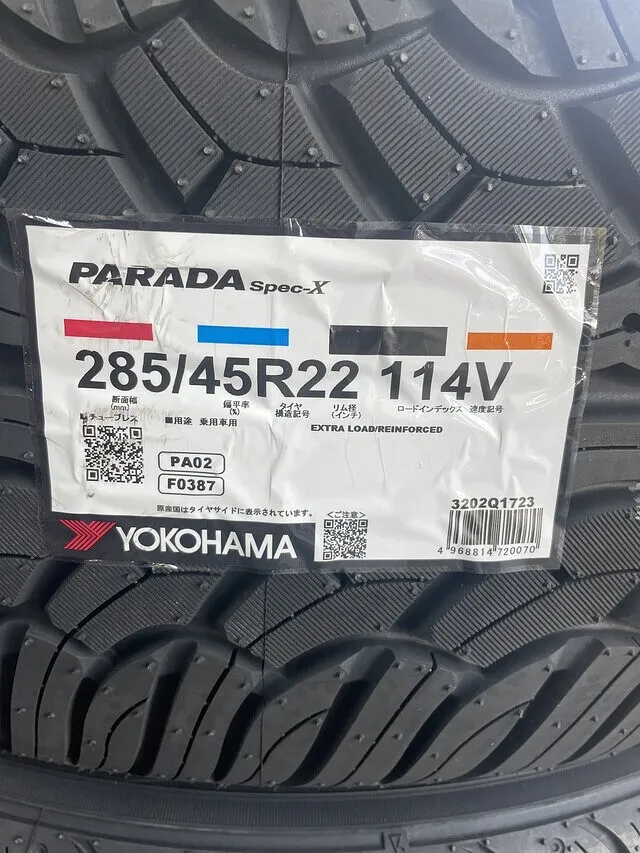 PARADA Spec-X
285/45R22 114V
断面幅(mm) 偏平率(%) タイヤ構造記号 リム径(インチ) ロードインデックス 速度記号
チューブレス ■用途 乗用車用
EXTRA LOAD/REINFORCED
PA02
F0387
原産国はタイヤサイドに表示されています。
<ご注意>
3202Q1723
4 968814 720070
YOKOHAMA